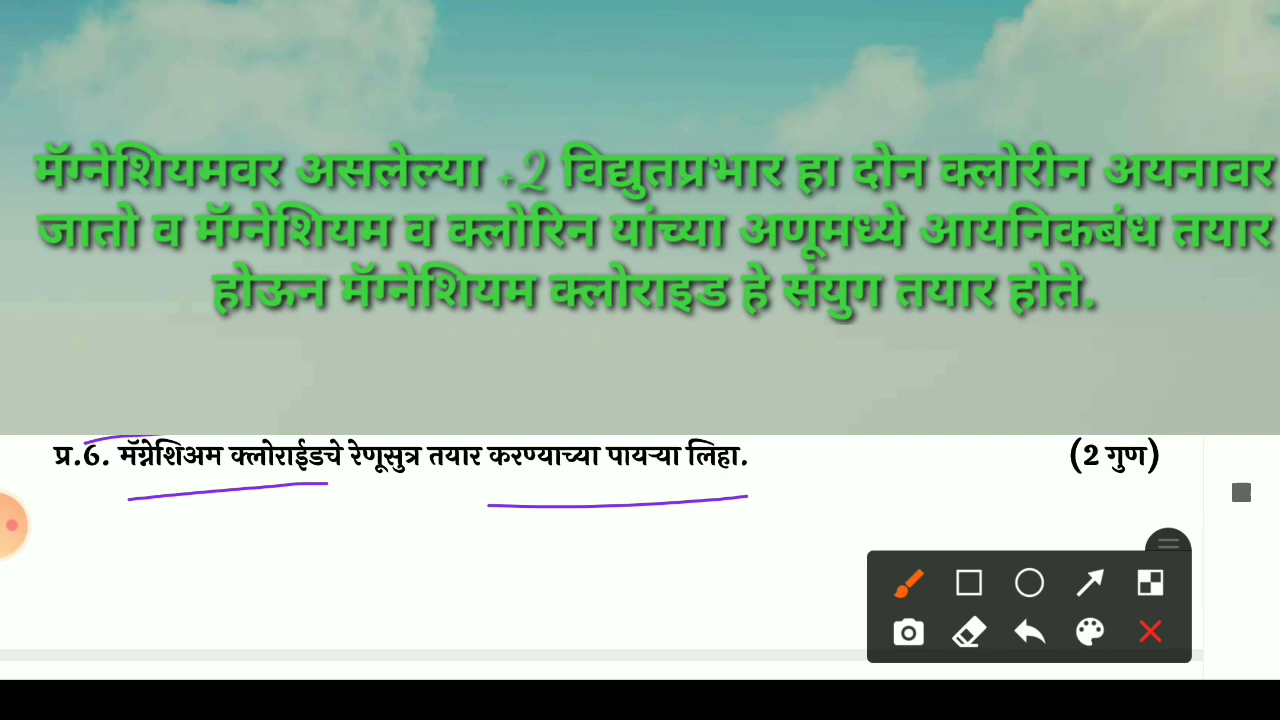 मॅग्नेशियमवर असलेल्या +2 विद्युतप्रभार हा दोन क्लोरीन अयनावर
जातो व मॅग्नेशियम व क्लोरिन यांच्या अणूमध्ये आयनिकबंध तयार
होऊन मॅग्नेशियम क्लोराइड हे संयुग तयार होते.
प्र.6. मॅग्नेशिअम क्लोराईडचे रेणूसुत्र तयार करण्याच्या पायऱ्या लिहा. (2 गुण)